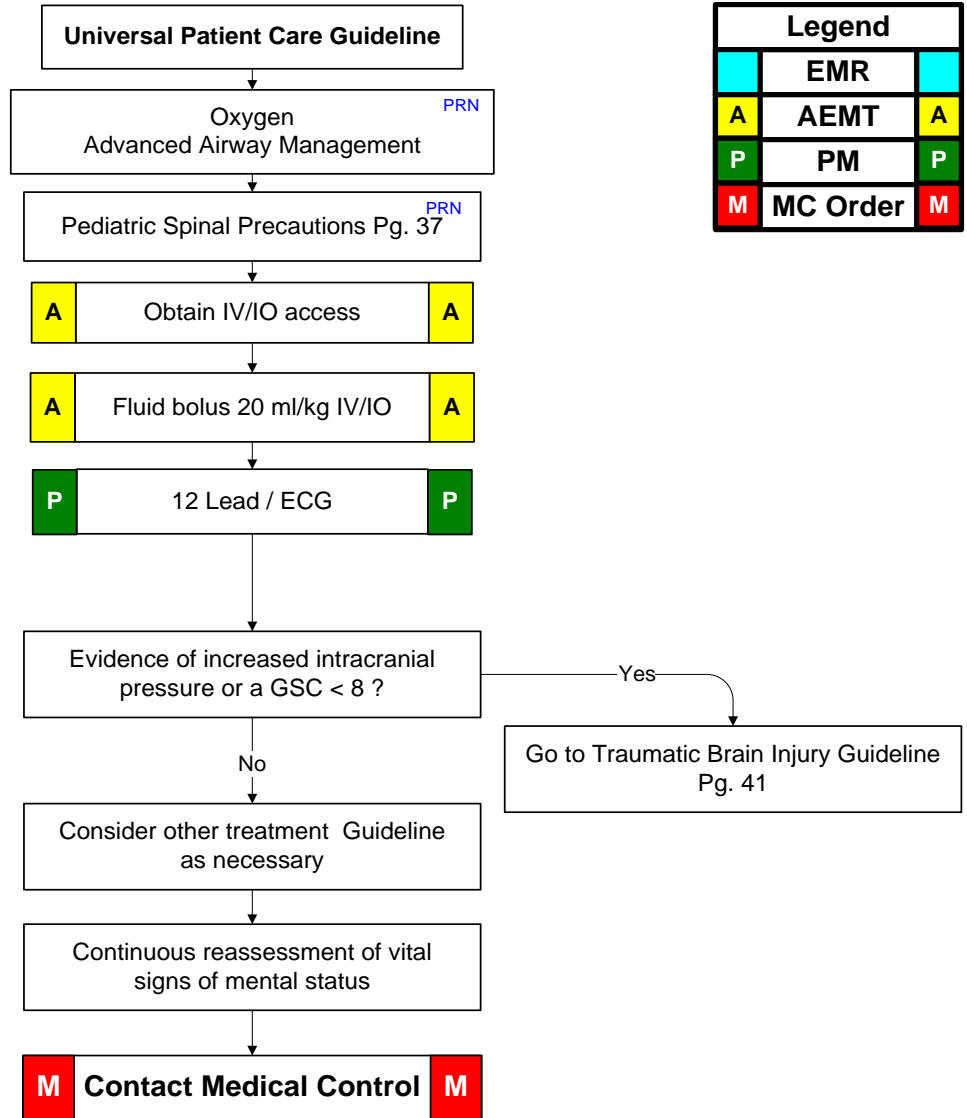 Universal Patient Care Guideline
Oxygen PRN
Advanced Airway Management
Pediatric Spinal Precautions Pg. 37 PRN
A Obtain IV/IO access A
A Fluid bolus 20 ml/kg IV/IO A
P 12 Lead / ECG P
Evidence of increased intracranial
pressure or a GSC < 8 ?
Yes
Go to Traumatic Brain Injury Guideline
Pg. 41
No
Consider other treatment Guideline
as necessary
Continuous reassessment of vital
signs of mental status
M Contact Medical Control M
Legend
EMR
A AEMT A
P PM P
M MC Order M